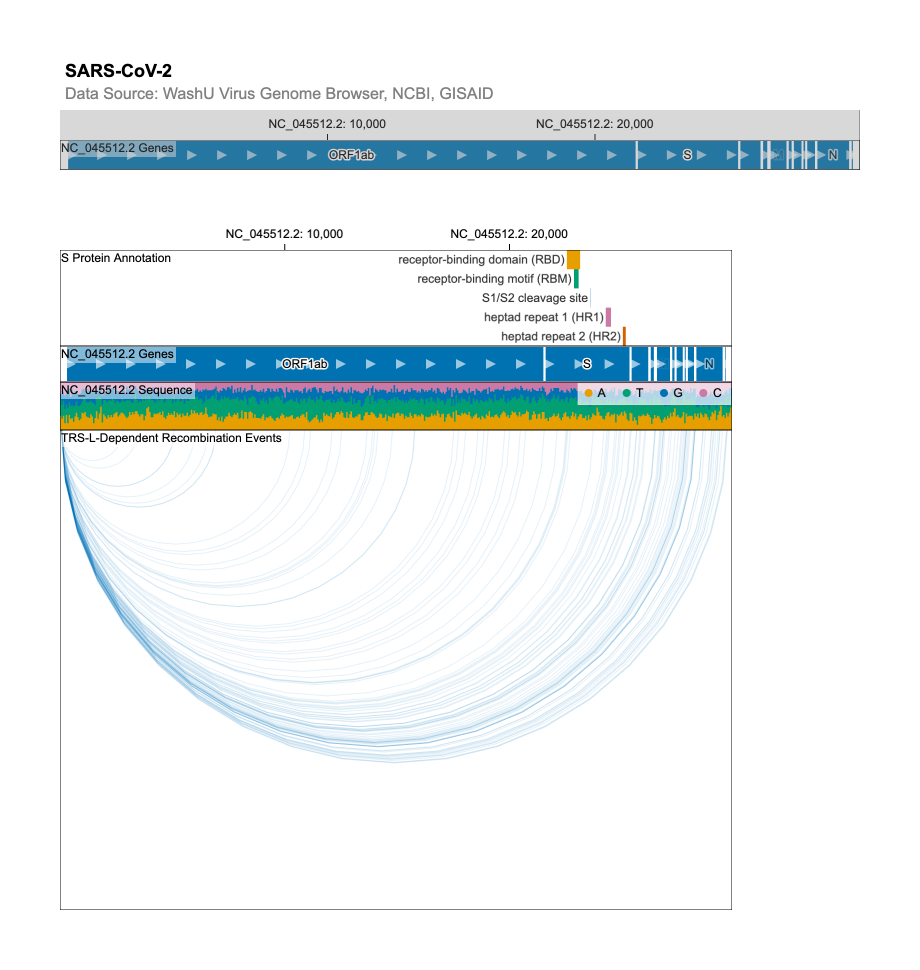 SARS-CoV-2
Data Source: WashU Virus Genome Browser, NCBI, GISAID
NC_045512.2: 10,000 NC_045512.2: 20,000
NC_045512.2 Genes
ORF1ab S M N
NC_045512.2: 10,000 NC_045512.2: 20,000
S Protein Annotation
receptor-binding domain (RBD)
receptor-binding motif (RBM)
S1/S2 cleavage site
heptad repeat 1 (HR1)
heptad repeat 2 (HR2)
NC_045512.2 Genes
ORF1ab S N
NC_045512.2 Sequence
A T G C
TRS-L-Dependent Recombination Events